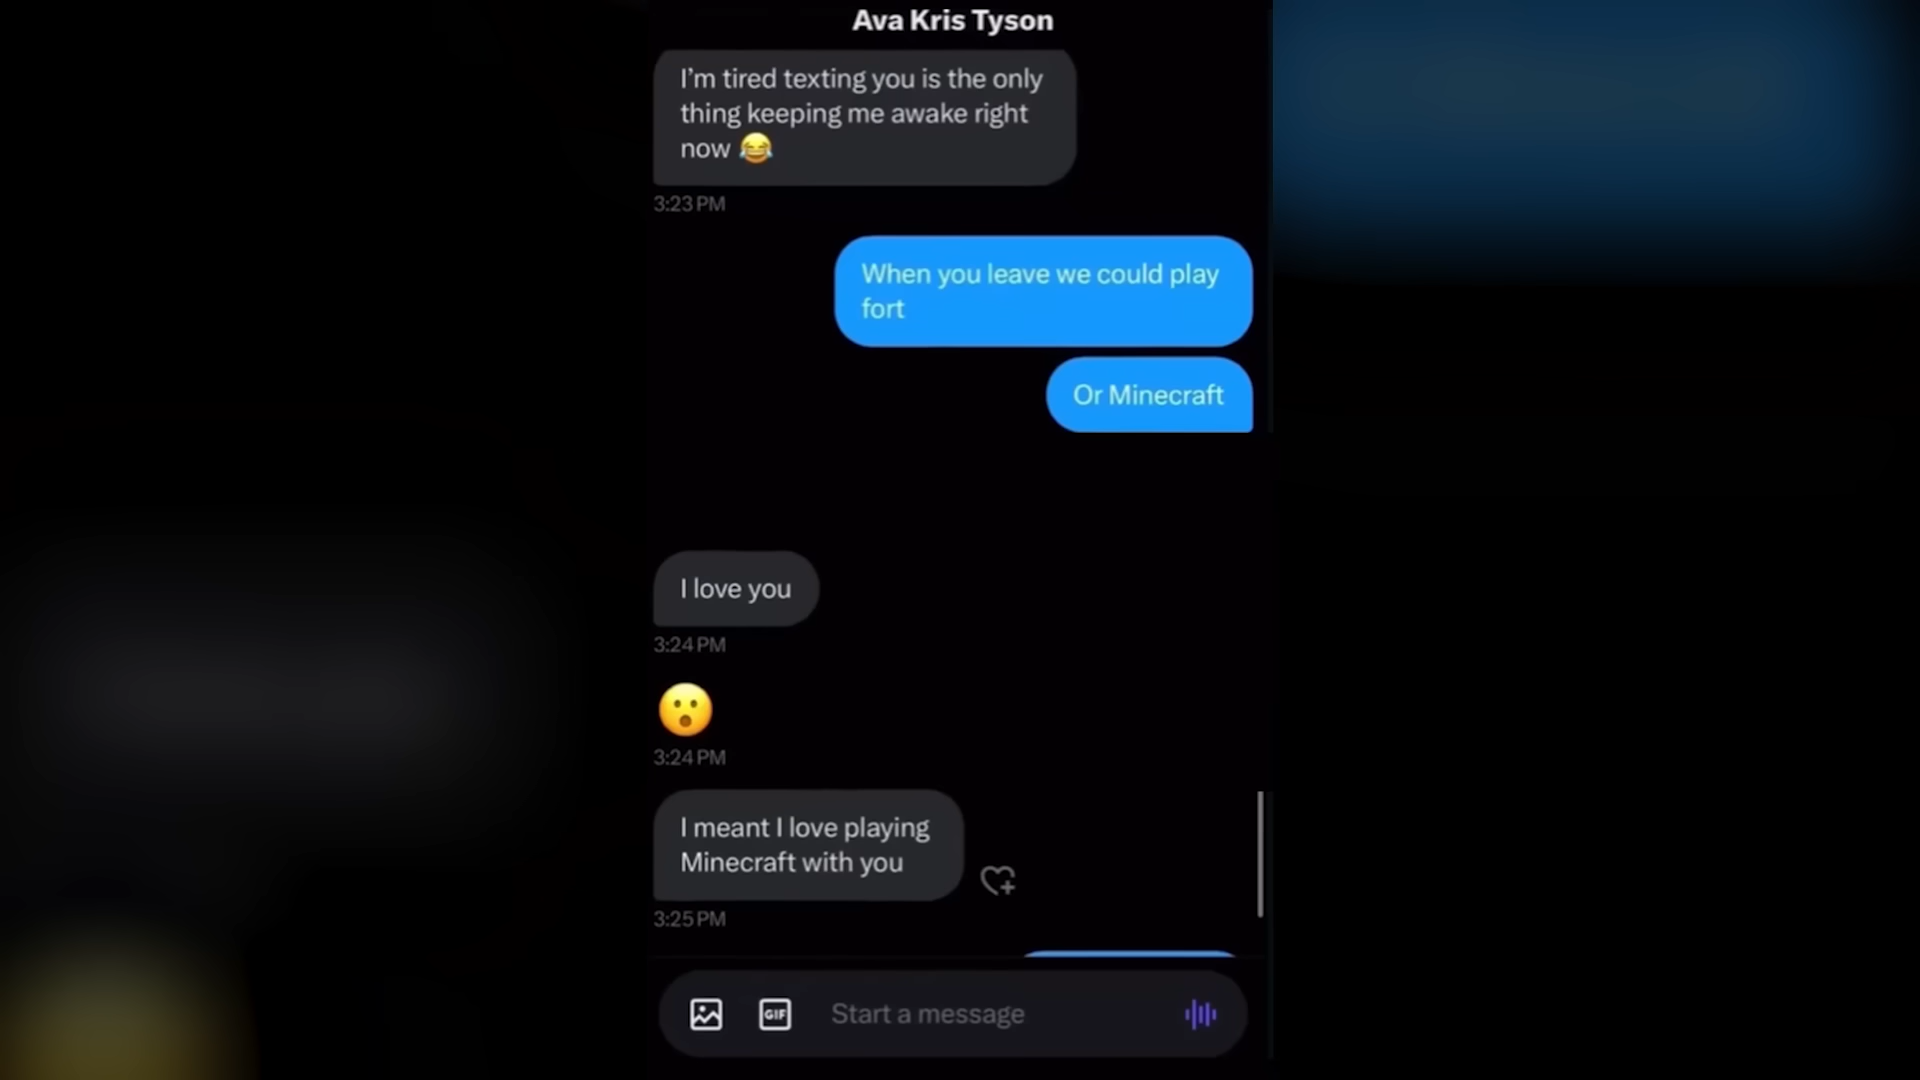 Ava Kris Tyson
I’m tired texting you is the only
thing keeping me awake right
now 😂
3:23 PM
When you leave we could play
fort
Or Minecraft
I love you
3:24 PM
😮
3:24 PM
I meant I love playing
Minecraft with you
3:25 PM
GIF
Start a message